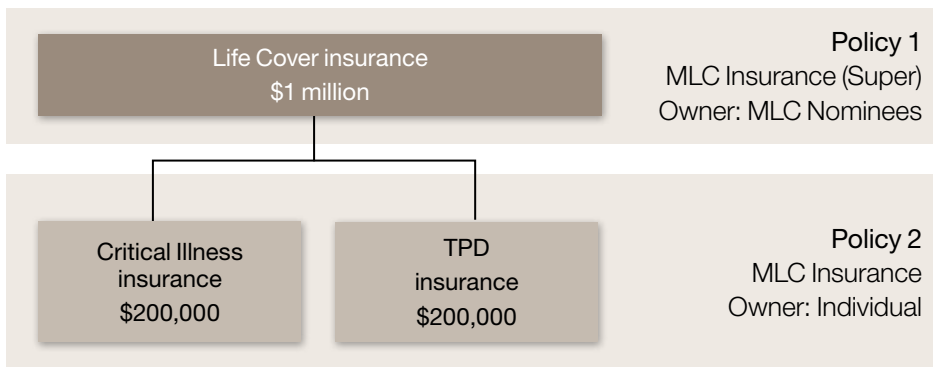 Life Cover insurance
$1 million
Policy 1
MLC Insurance (Super)
Owner: MLC Nominees
Critical Illness
insurance
$200,000
TPD
insurance
$200,000
Policy 2
MLC Insurance
Owner: Individual